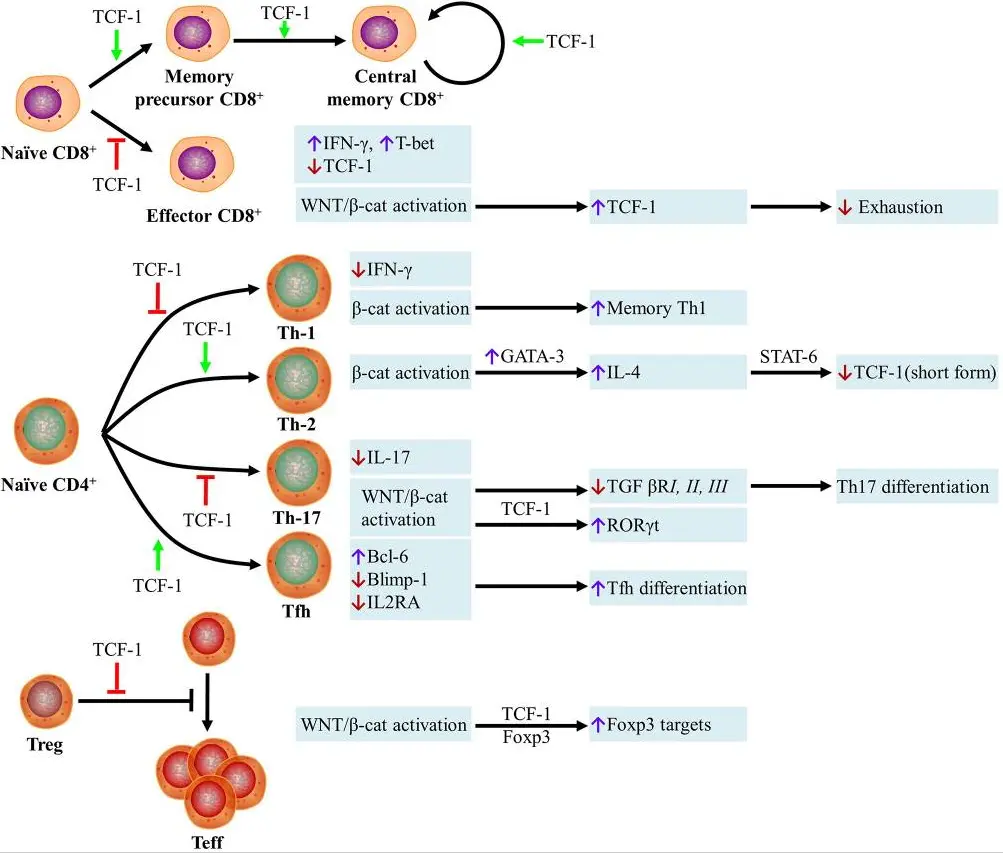 TCF-1
TCF-1
TCF-1
Memory
precursor CD8⁺
Central
memory CD8⁺
Naïve CD8⁺
TCF-1
Effector CD8⁺
↑IFN-γ, ↑T-bet
↓TCF-1
WNT/β-cat activation
↑TCF-1
↓ Exhaustion
TCF-1
Th-1
↓IFN-γ
β-cat activation
↑Memory Th1
TCF-1
Th-2
β-cat activation
↑GATA-3
↑IL-4
STAT-6
↓TCF-1(short form)
Naïve CD4⁺
TCF-1
Th-17
↓IL-17
WNT/β-cat
activation
TCF-1
↓TGF βRI, II, III
Th17 differentiation
↑RORγt
TCF-1
Tfh
↑Bcl-6
↓Blimp-1
↓IL2RA
↑Tfh differentiation
TCF-1
Treg
Teff
WNT/β-cat activation
TCF-1
Foxp3
↑Foxp3 targets